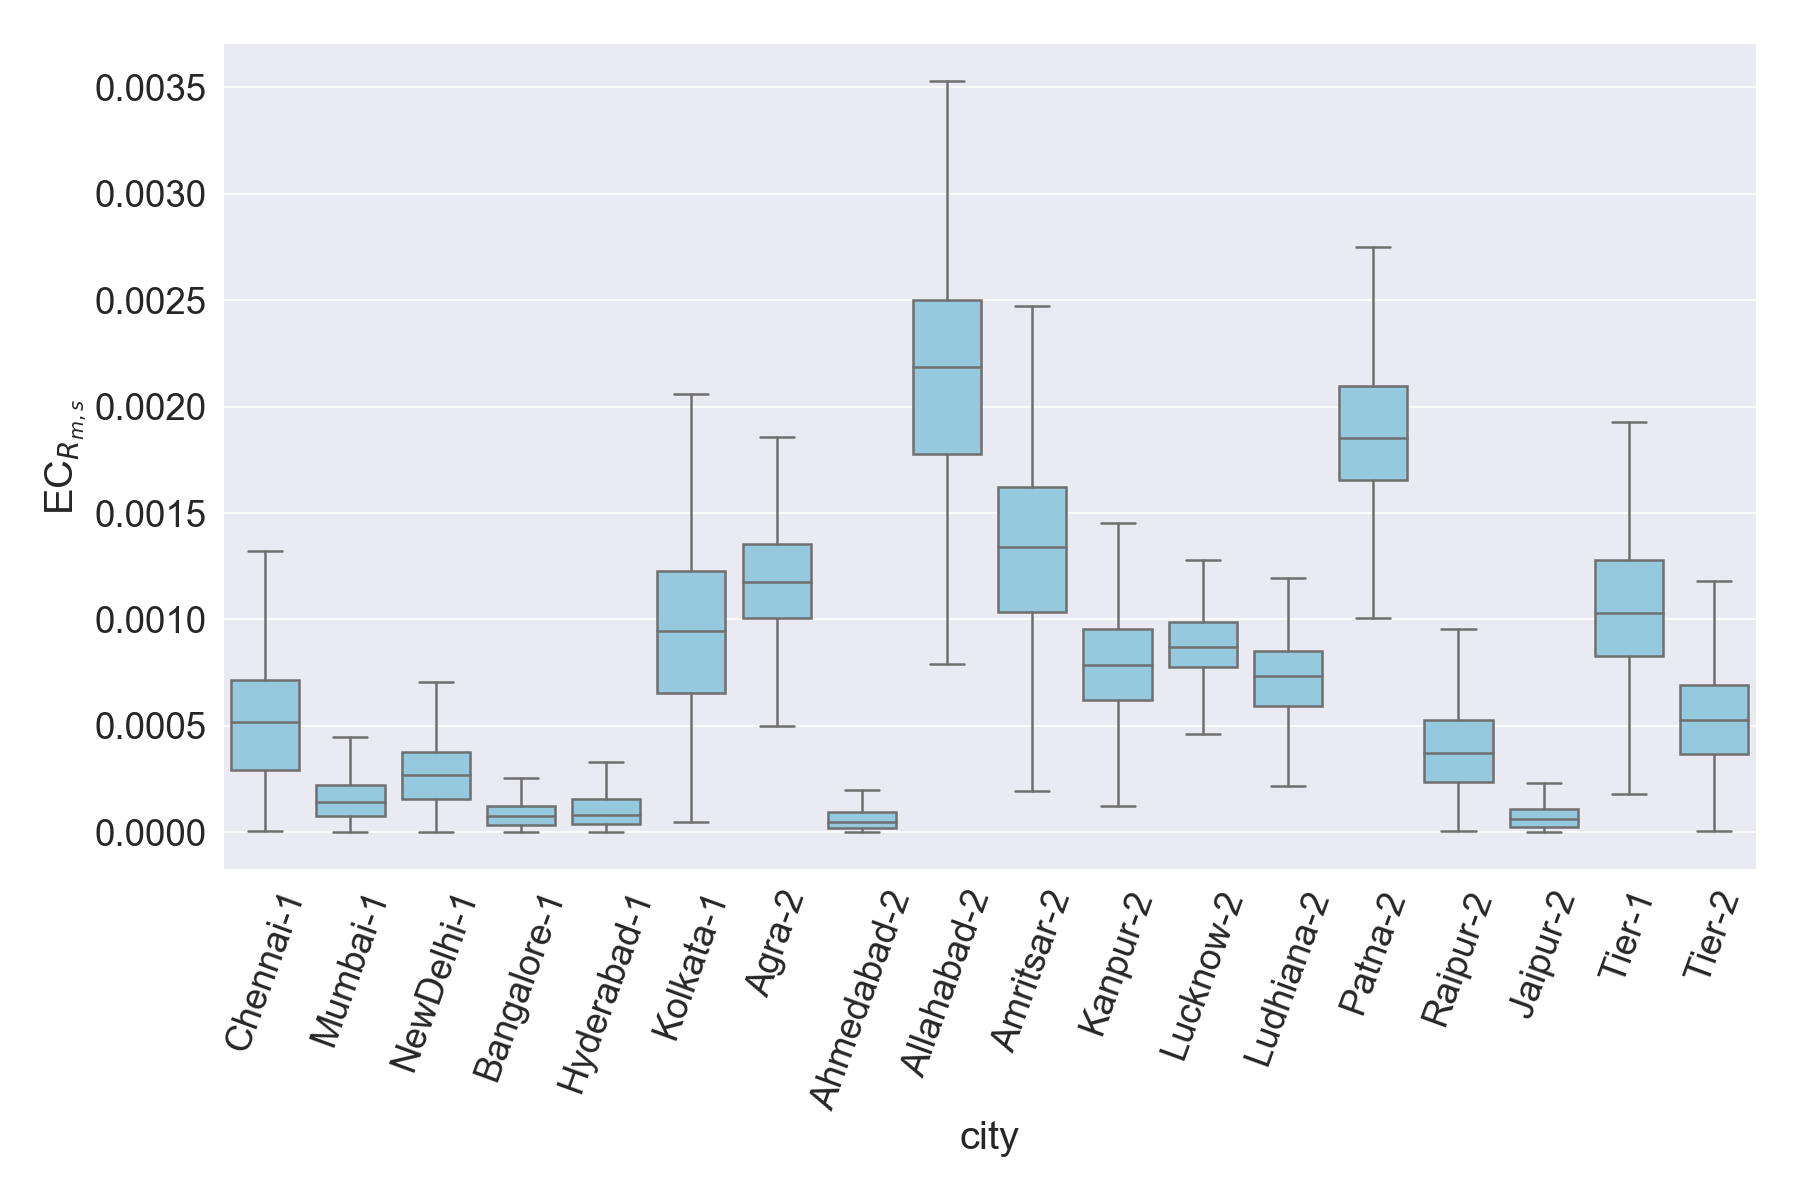 0.0035
0.0030
0.0025
0.0020
0.0015
0.0010
0.0005
0.0000
EC_{R_{m,s}}
Chennai-1
Mumbai-1
NewDelhi-1
Bangalore-1
Hyderabad-1
Kolkata-1
Agra-2
Ahmedabad-2
Allahabad-2
Amritsar-2
Kanpur-2
Lucknow-2
Ludhiana-2
Patna-2
Raipur-2
Jaipur-2
Tier-1
Tier-2
city